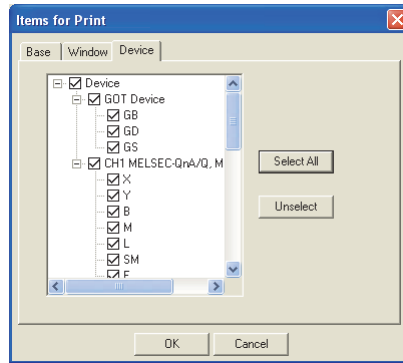 Items for Print
Base Window Device
Device
GOT Device
GB
GD
GS
CH1 MELSEC-QnA/Q, M
X
Y
B
M
L
SM
F
Select All
Unselect
OK Cancel